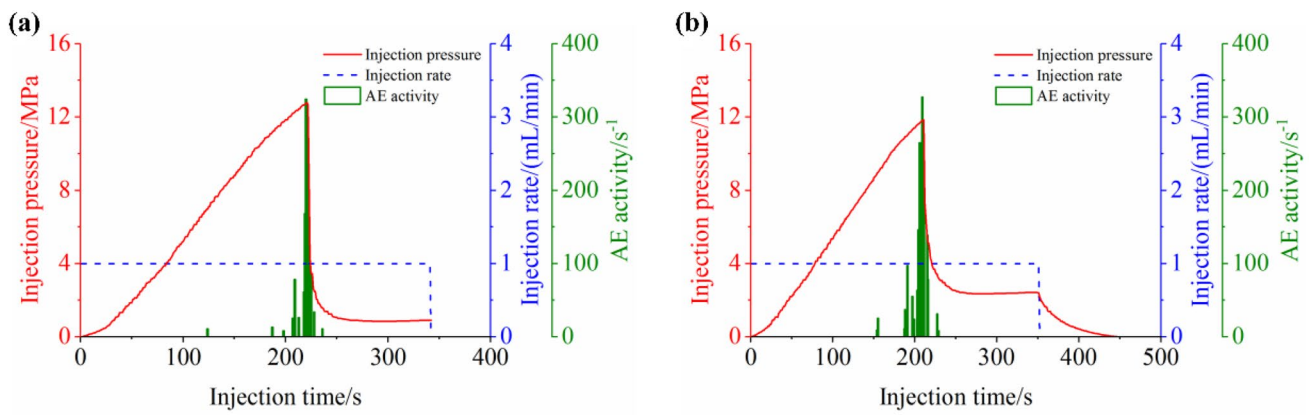 (a)
16
12
8
4
0
Injection pressure/MPa
0 100 200 300 400
Injection time/s
4
3
2
1
0
Injection rate/(mL/min)
400
300
200
100
0
AE activity/s⁻¹
Injection pressure
Injection rate
AE activity
(b)
16
12
8
4
0
Injection pressure/MPa
0 100 200 300 400 500
Injection time/s
4
3
2
1
0
Injection rate/(mL/min)
400
300
200
100
0
AE activity/s⁻¹
Injection pressure
Injection rate
AE activity